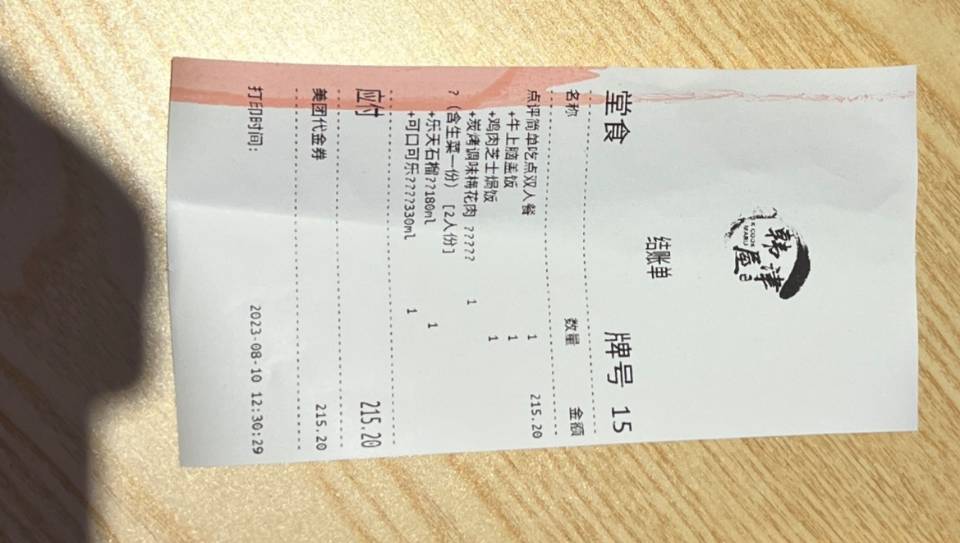 韩津屋
K COOK
MARU
结账单
堂食 牌号 15
名称 数量 金额
点评简单吃点双人餐 1 215.20
+牛上脑盖饭 1
+鸡肉芝士焗饭 1
+炭烤调味梅花肉 ????? 1
? (含生菜一份) [2人份]
+乐天石榴??180ml 1
+可口可乐????330ml 1
应付 215.20
美团代金券 215.20
打印时间: 2023-08-10 12:30:29